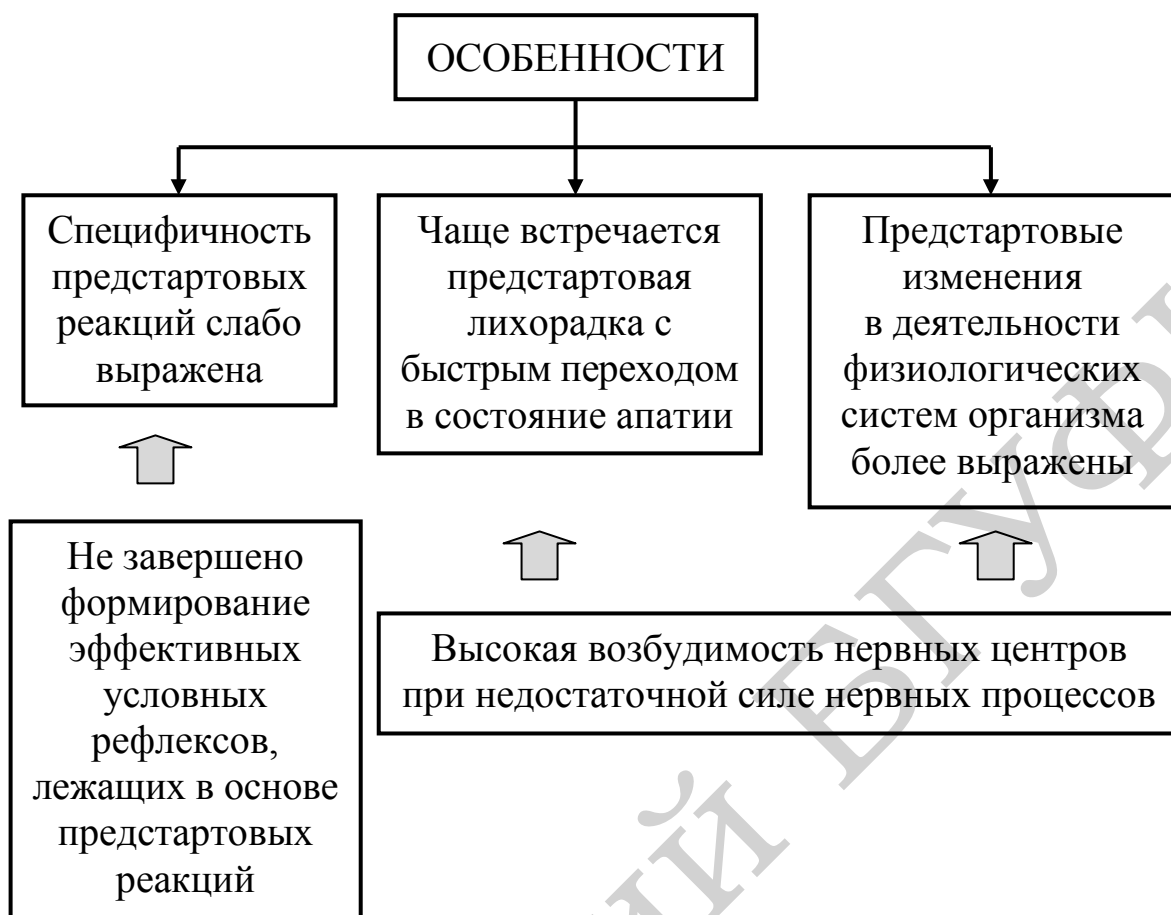 ОСОБЕННОСТИ
Специфичность
предстартовых
реакций слабо
выражена
Чаще встречается
предстартовая
лихорадка с
быстрым переходом
в состояние апатии
Предстартовые
изменения
в деятельности
физиологических
систем организма
более выражены
Не завершено
формирование
эффективных
условных
рефлексов,
лежащих в основе
предстартовых
реакций
Высокая возбудимость нервных центров
при недостаточной силе нервных процессов